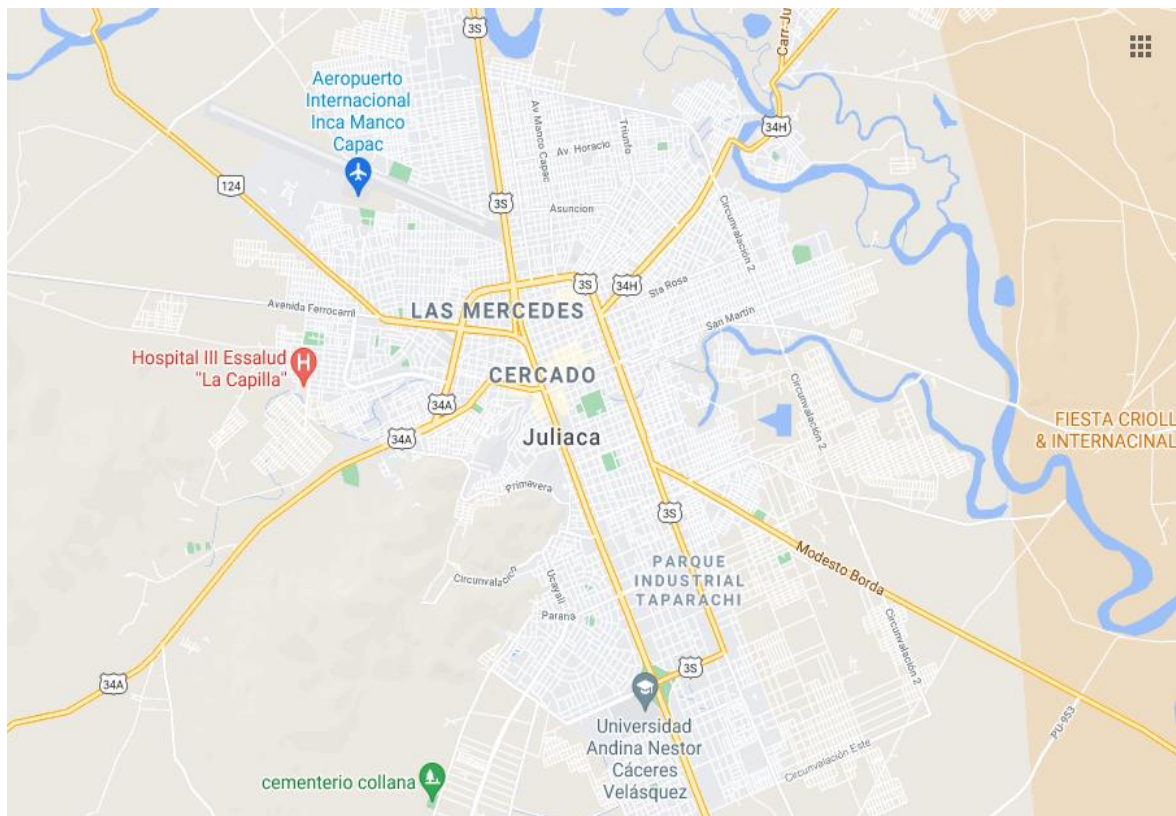 3S
Carr Ju
Aeropuerto
Internacional
Inca Manco
Capac
Av Manco Capac
Triunfo
34H
Av. Horacio
124
3S
Asuncion
Circunvalación 2
3S
34H
Sta Rosa
Avenida Ferrocarril
LAS MERCEDES
San Martín
Hospital III Essalud
"La Capilla"
CERCADO
34A
Circunvalación 2
34A
Juliaca
FIESTA CRIOLL
& INTERNACINAL
Primavera
3S
Modesto Borda
PARQUE
INDUSTRIAL
TAPARACHI
Circunvalación
Ucayali
Parana
Circunvalación 2
34A
3S
Universidad
Andina Nestor
Cáceres
Velásquez
PU-953
Circunvalación Este
cementerio collana